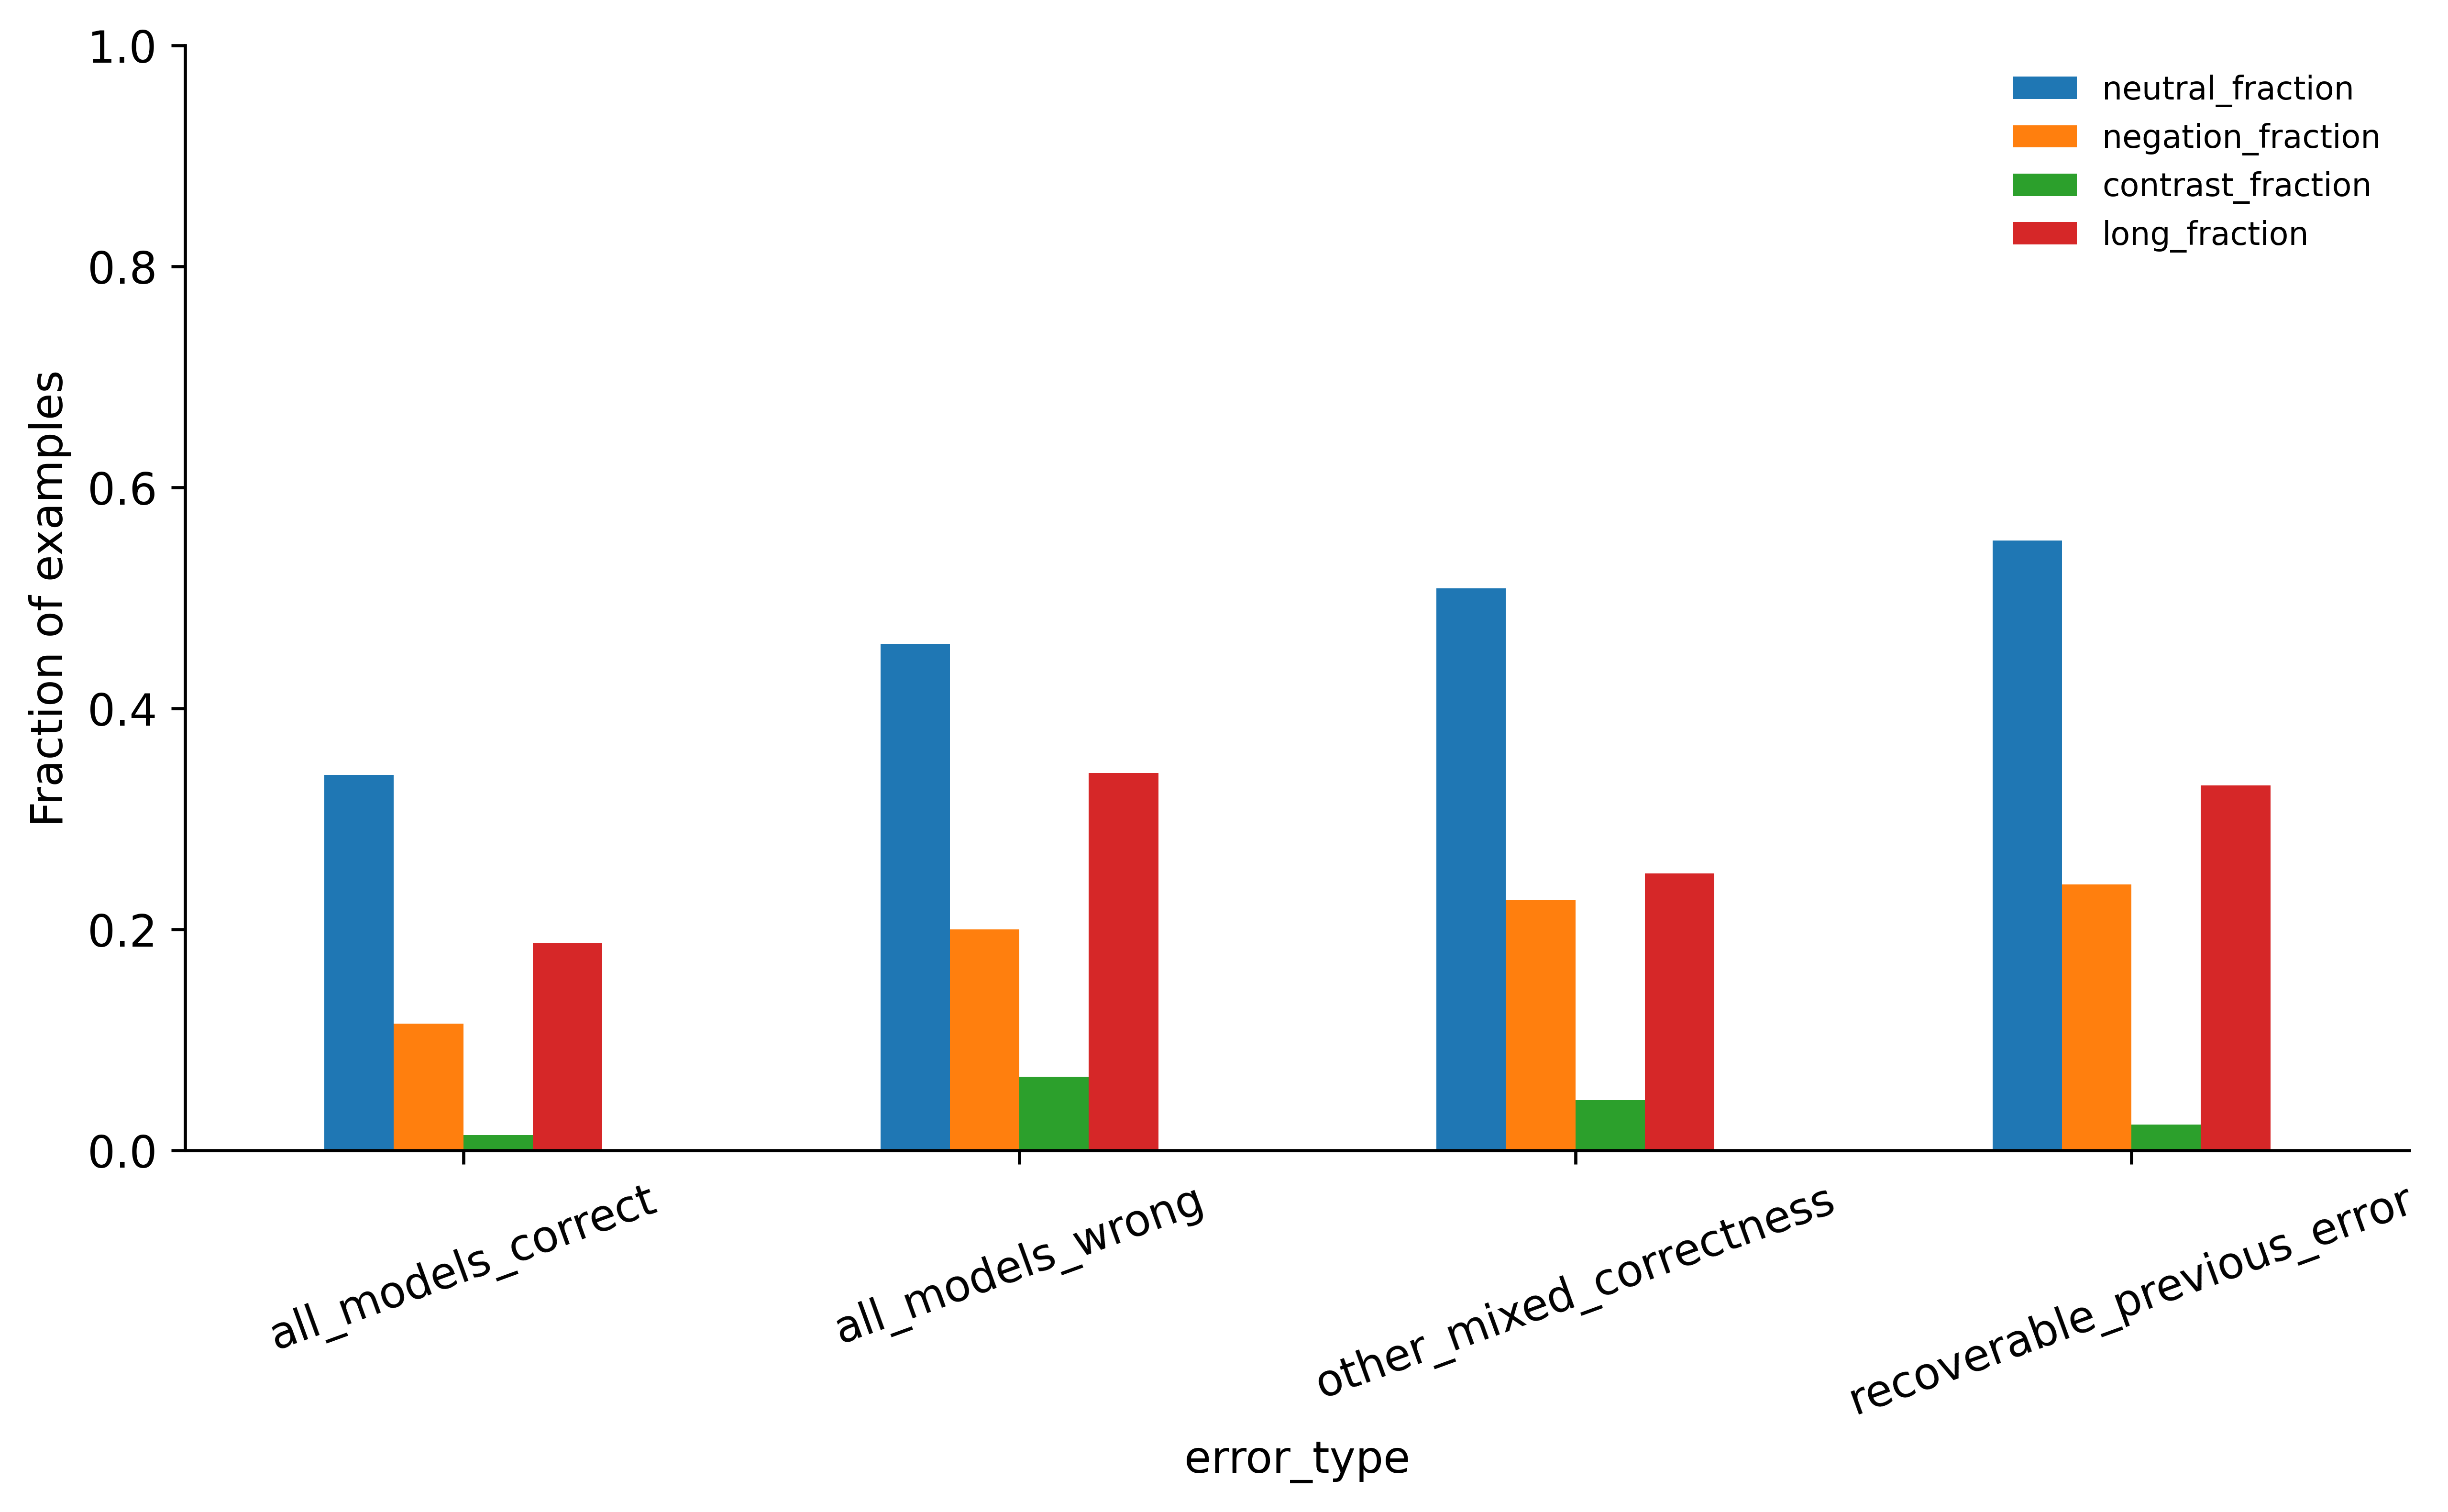 1.0
0.8
0.6
0.4
0.2
0.0
Fraction of examples
neutral_fraction
negation_fraction
contrast_fraction
long_fraction
all_models_correct
all_models_wrong
other_mixed_correctness
recoverable_previous_error
error_type